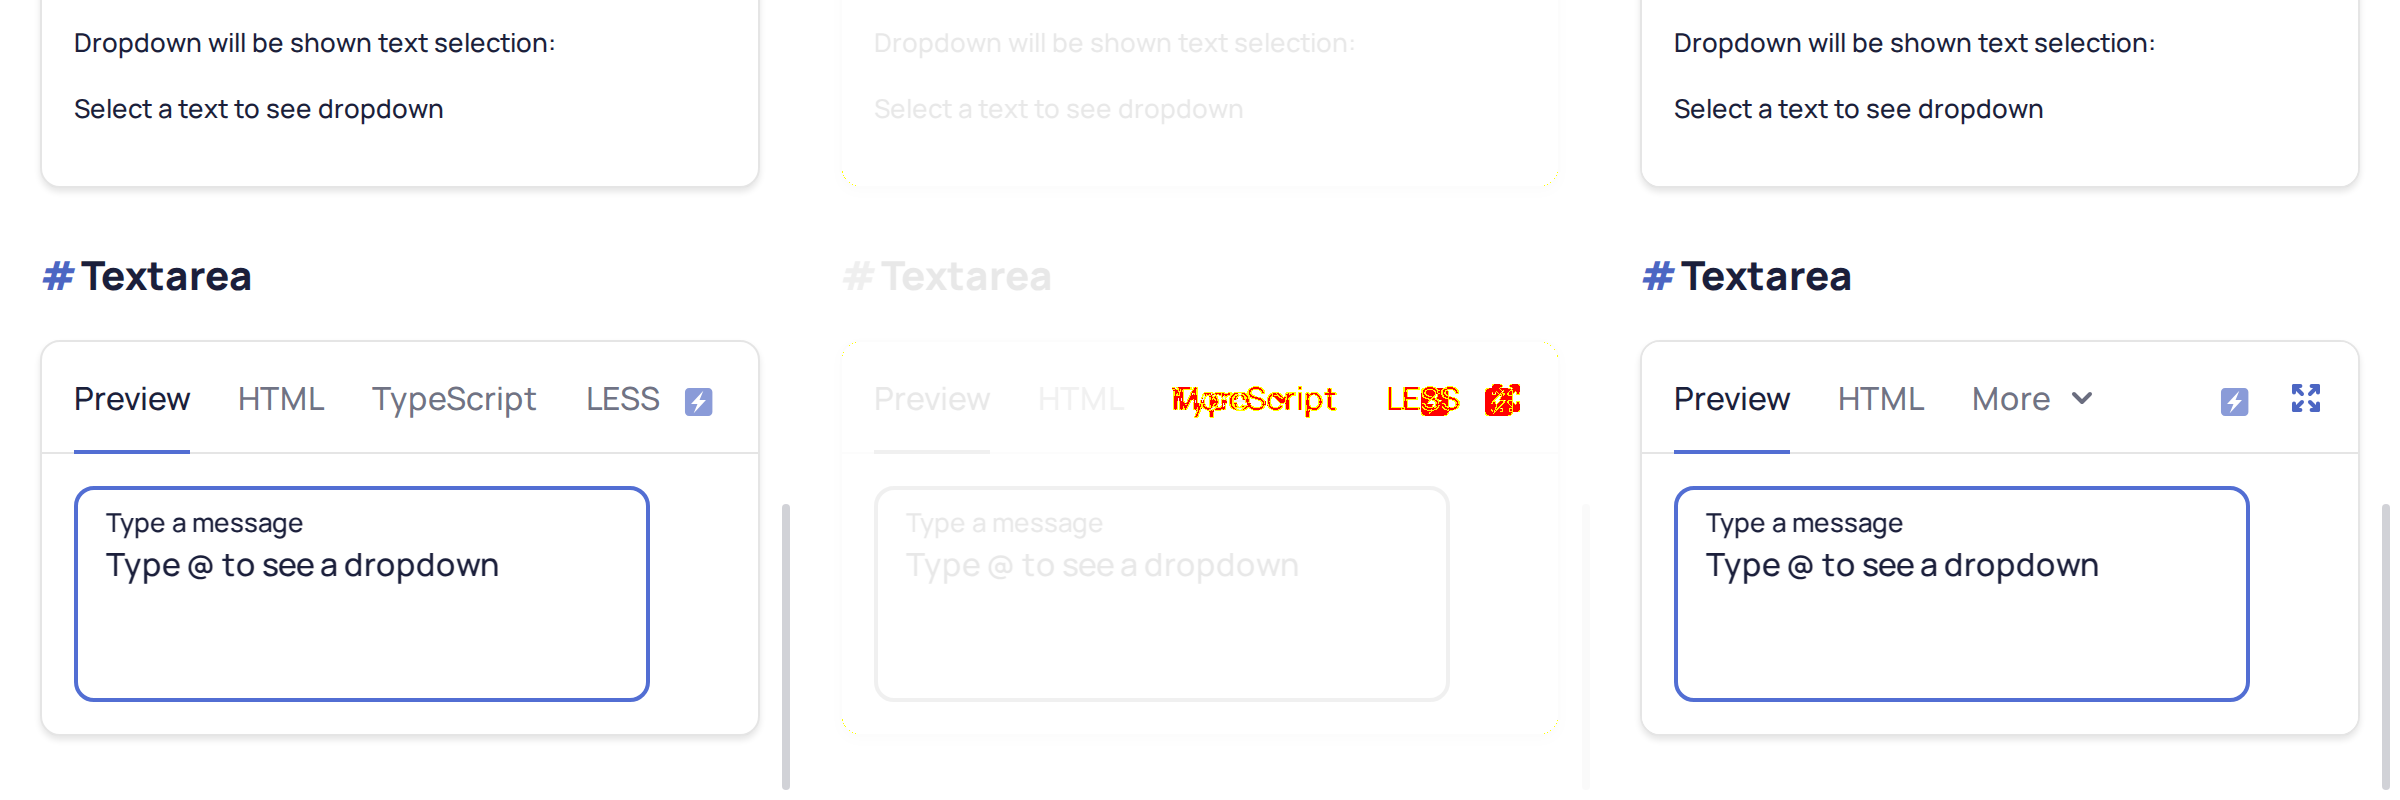 Dropdown will be shown text selection:
Select a text to see dropdown
# Textarea
Preview HTML TypeScript LESS
Type a message
Type @ to see a dropdown
Dropdown will be shown text selection:
Select a text to see dropdown
# Textarea
Preview HTML TypeScript LESS
Type a message
Type @ to see a dropdown
Dropdown will be shown text selection:
Select a text to see dropdown
# Textarea
Preview HTML More
Type a message
Type @ to see a dropdown